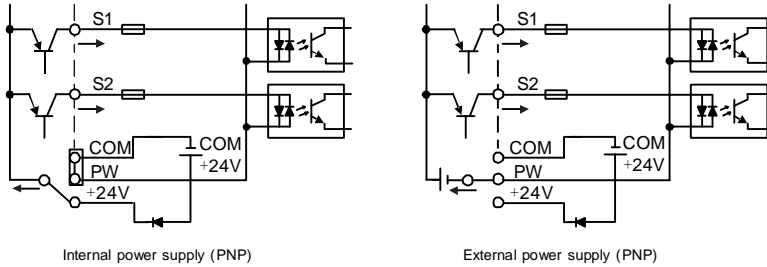 S1
S2
COM
COM
PW
+24V
+24V
Internal power supply (PNP)
S1
S2
COM
COM
PW
+24V
+24V
External power supply (PNP)